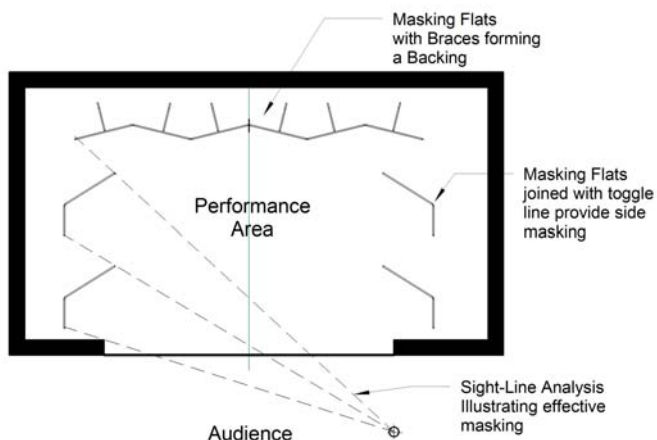 Masking Flats
with Braces forming
a Backing
Masking Flats
joined with toggle
line provide side
masking
Performance
Area
Sight-Line Analysis
Illustrating effective
masking
Audience